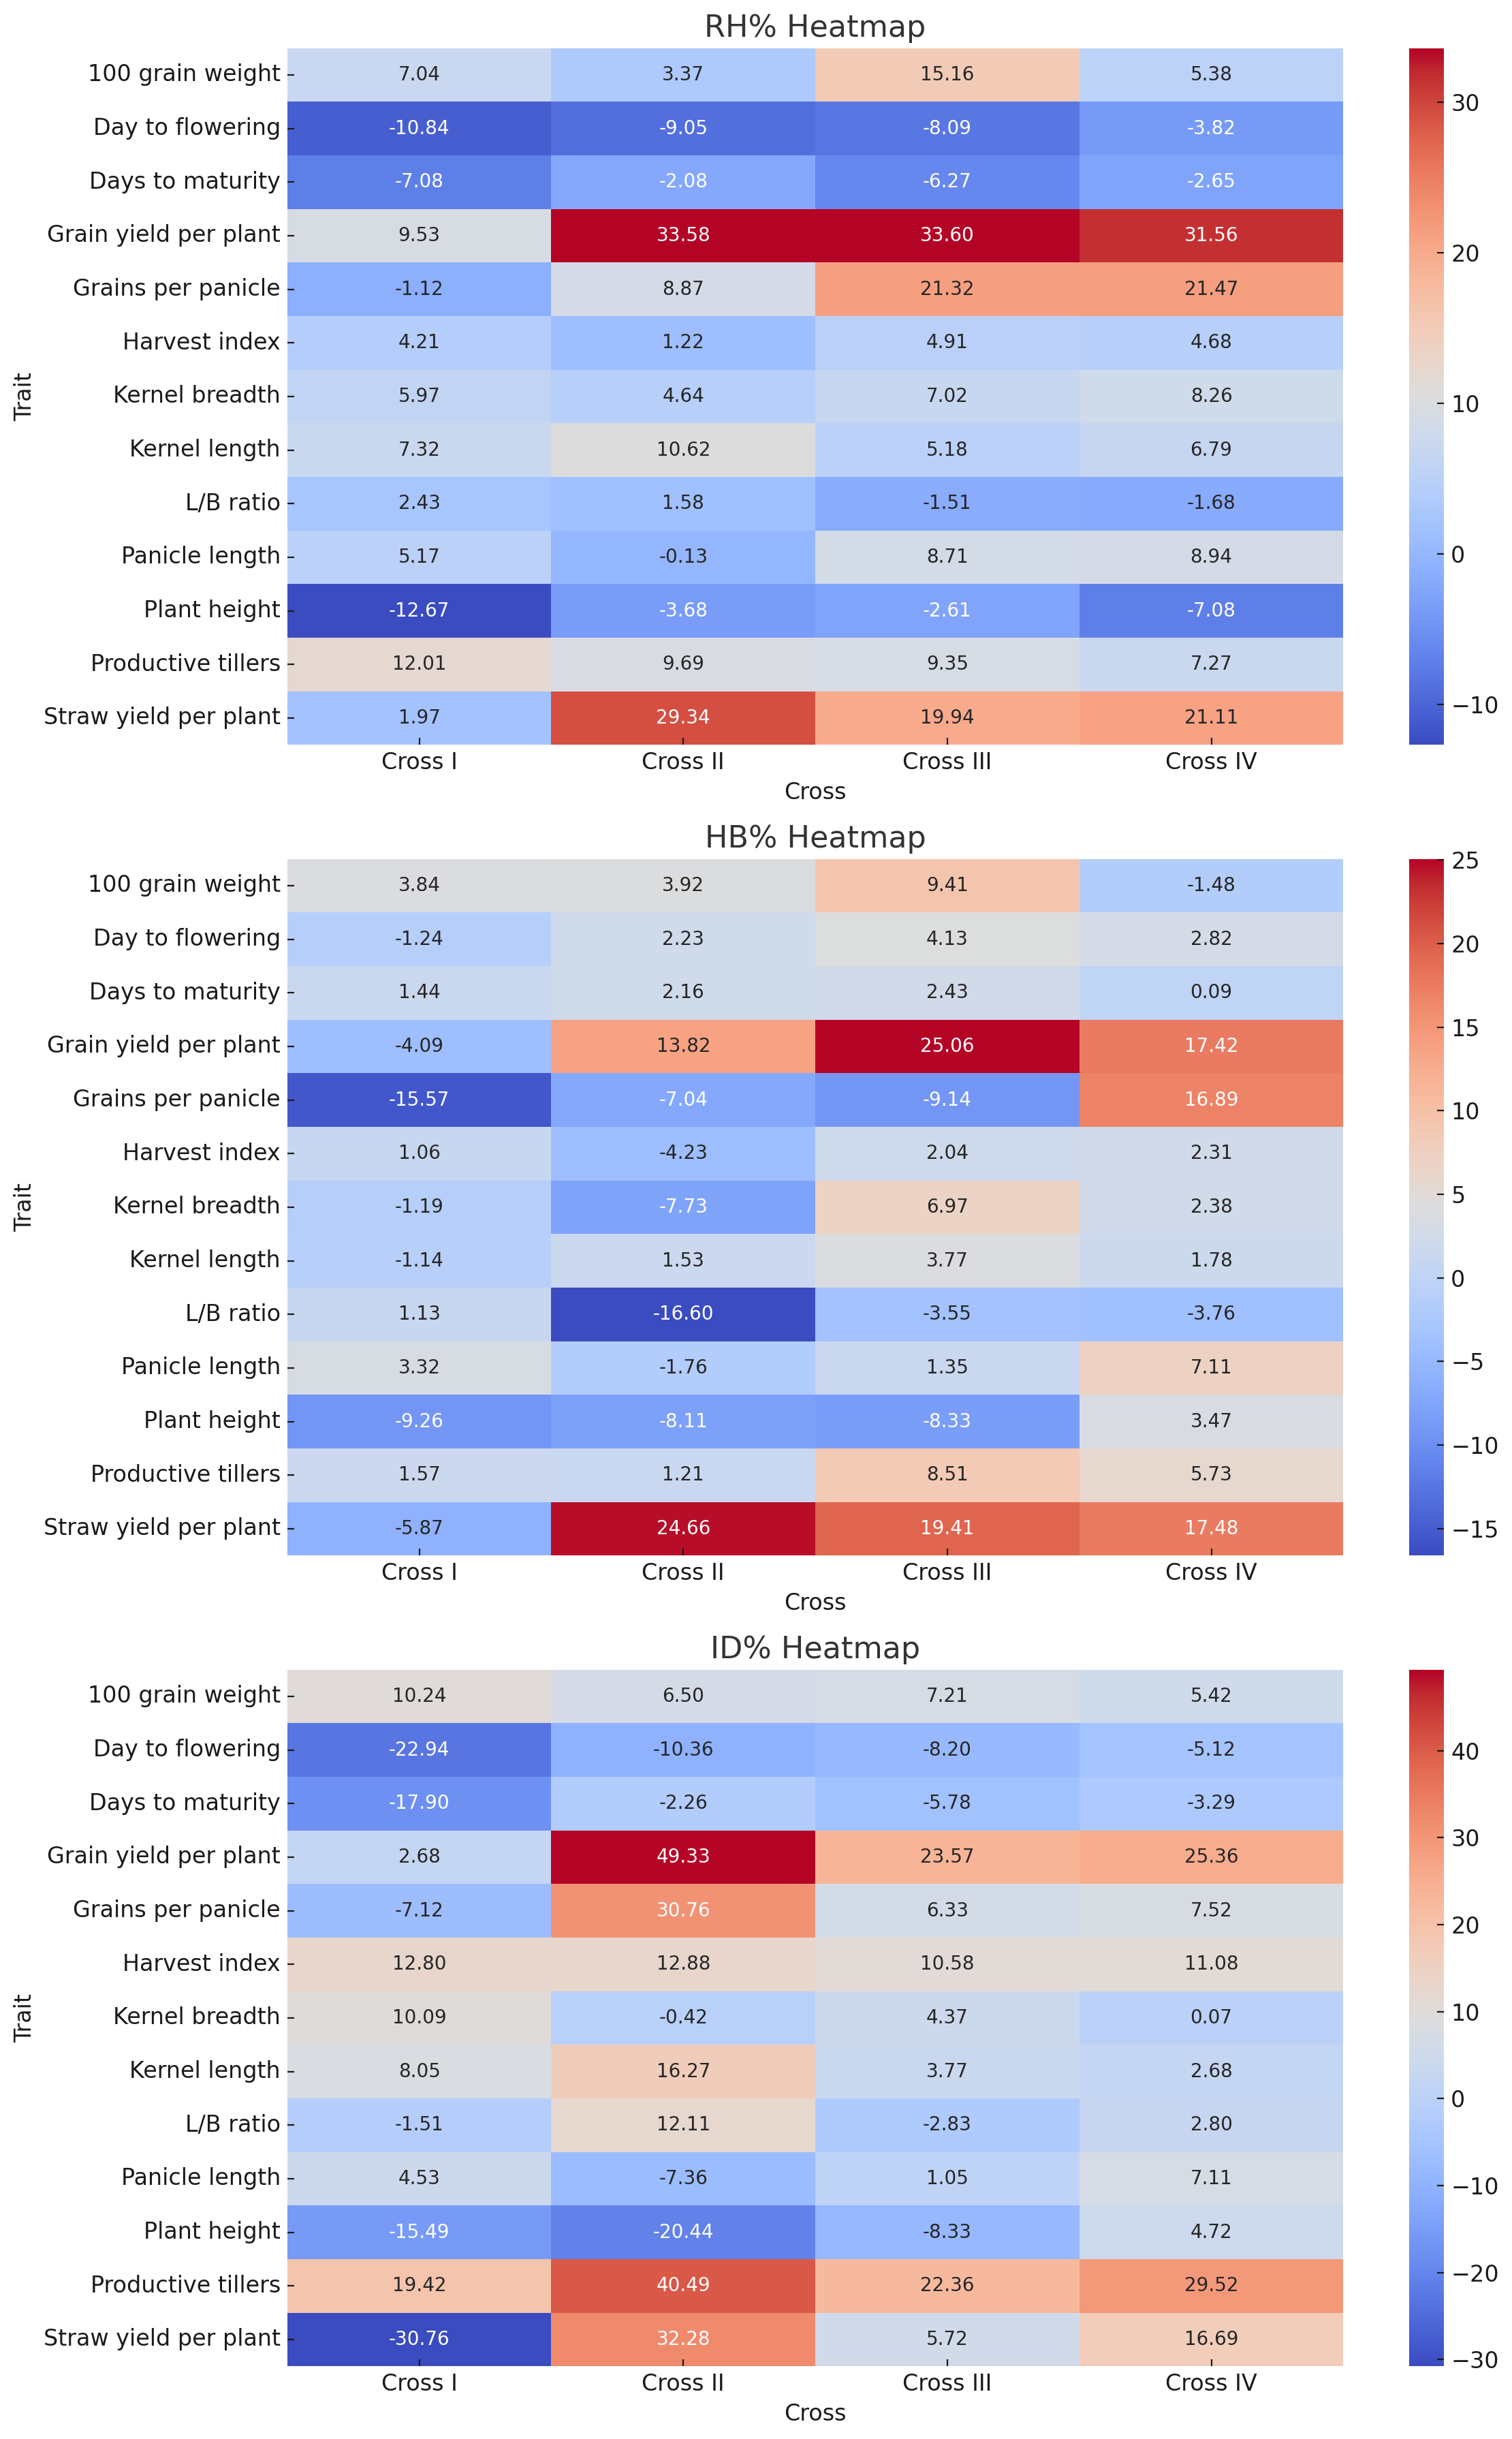 RH% Heatmap
100 grain weight 7.04 3.37 15.16 5.38
Day to flowering -10.84 -9.05 -8.09 -3.82
Days to maturity -7.08 -2.08 -6.27 -2.65
Grain yield per plant 9.53 33.58 33.60 31.56
Grains per panicle -1.12 8.87 21.32 21.47
Harvest index 4.21 1.22 4.91 4.68
Kernel breadth 5.97 4.64 7.02 8.26
Kernel length 7.32 10.62 5.18 6.79
L/B ratio 2.43 1.58 -1.51 -1.68
Panicle length 5.17 -0.13 8.71 8.94
Plant height -12.67 -3.68 -2.61 -7.08
Productive tillers 12.01 9.69 9.35 7.27
Straw yield per plant 1.97 29.34 19.94 21.11
Cross I Cross II Cross III Cross IV
Cross
Trait
30
20
10
0
−10
HB% Heatmap
100 grain weight 3.84 3.92 9.41 -1.48
Day to flowering -1.24 2.23 4.13 2.82
Days to maturity 1.44 2.16 2.43 0.09
Grain yield per plant -4.09 13.82 25.06 17.42
Grains per panicle -15.57 -7.04 -9.14 16.89
Harvest index 1.06 -4.23 2.04 2.31
Kernel breadth -1.19 -7.73 6.97 2.38
Kernel length -1.14 1.53 3.77 1.78
L/B ratio 1.13 -16.60 -3.55 -3.76
Panicle length 3.32 -1.76 1.35 7.11
Plant height -9.26 -8.11 -8.33 3.47
Productive tillers 1.57 1.21 8.51 5.73
Straw yield per plant -5.87 24.66 19.41 17.48
Cross I Cross II Cross III Cross IV
Cross
Trait
25
20
15
10
5
0
−5
−10
−15
ID% Heatmap
100 grain weight 10.24 6.50 7.21 5.42
Day to flowering -22.94 -10.36 -8.20 -5.12
Days to maturity -17.90 -2.26 -5.78 -3.29
Grain yield per plant 2.68 49.33 23.57 25.36
Grains per panicle -7.12 30.76 6.33 7.52
Harvest index 12.80 12.88 10.58 11.08
Kernel breadth 10.09 -0.42 4.37 0.07
Kernel length 8.05 16.27 3.77 2.68
L/B ratio -1.51 12.11 -2.83 2.80
Panicle length 4.53 -7.36 1.05 7.11
Plant height -15.49 -20.44 -8.33 4.72
Productive tillers 19.42 40.49 22.36 29.52
Straw yield per plant -30.76 32.28 5.72 16.69
Cross I Cross II Cross III Cross IV
Cross
Trait
40
30
20
10
0
−10
−20
−30